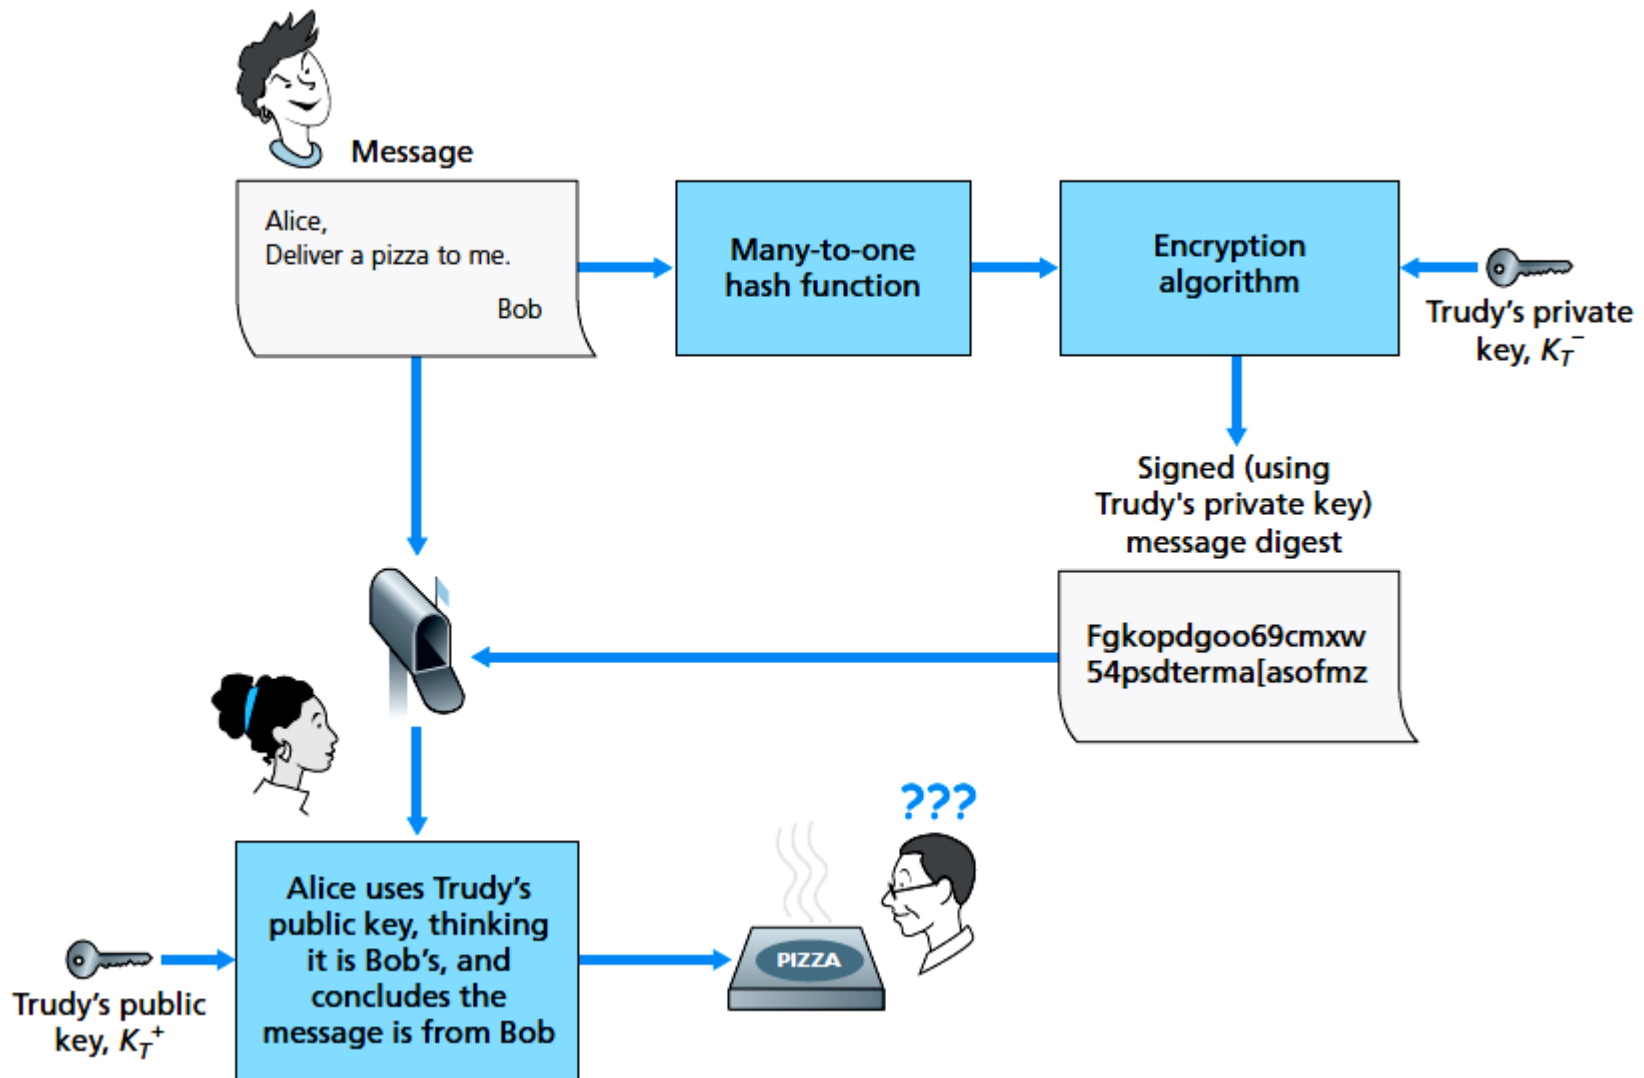 Message
Alice,
Deliver a pizza to me.
Bob
Many-to-one
hash function
Encryption
algorithm
Trudy’s private
key, K_T^−
Signed (using
Trudy's private key)
message digest
Fgkopdgoo69cmxw
54psdterma[asofmz
???
Alice uses Trudy’s
public key, thinking
it is Bob’s, and
concludes the
message is from Bob
PIZZA
Trudy’s public
key, K_T^+